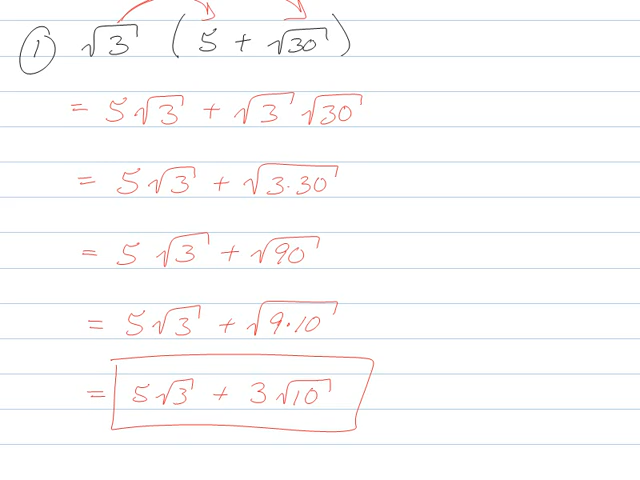 ① √3 (5 + √30)
= 5√3 + √3 √30
= 5√3 + √3·30
= 5√3 + √90
= 5√3 + √9·10
= 5√3 + 3√10